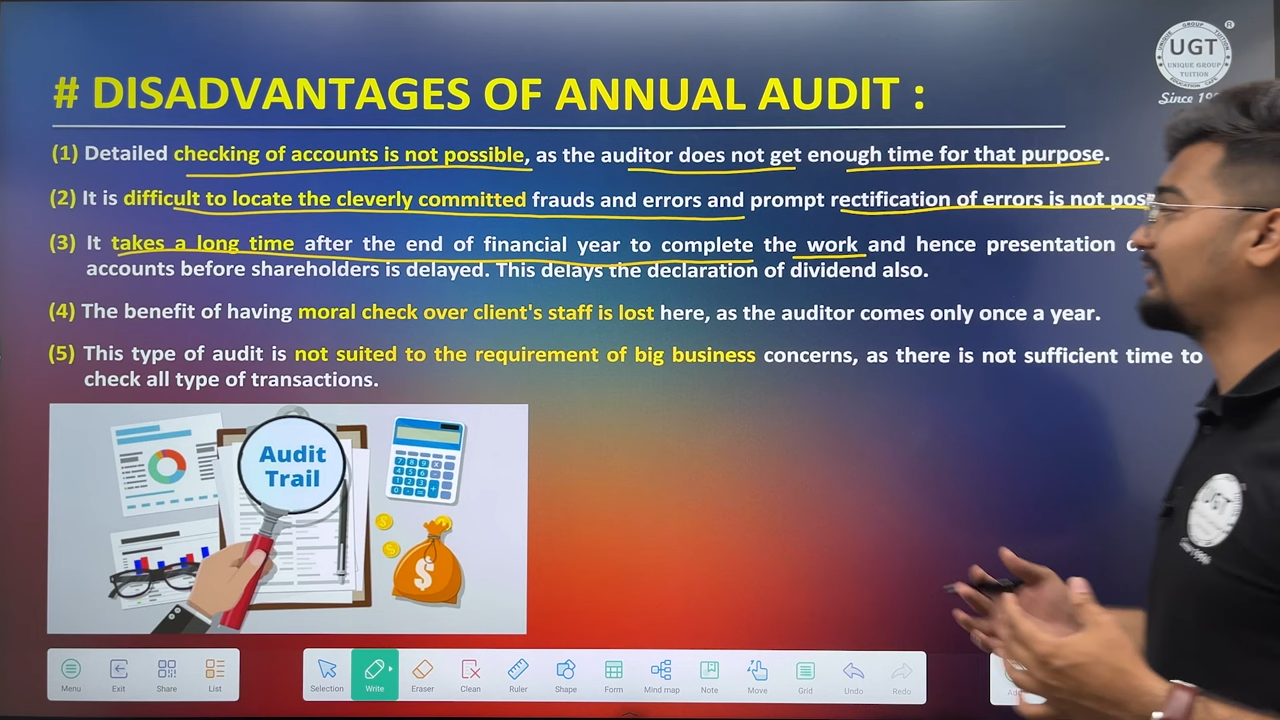 # DISADVANTAGES OF ANNUAL AUDIT :
UNIQUE GROUP TUITION
®
UGT
UNIQUE GROUP
TUITION
EDUCATION CAFE
Since
(1) Detailed checking of accounts is not possible, as the auditor does not get enough time for that purpose.
(2) It is difficult to locate the cleverly committed frauds and errors and prompt rectification of errors is not
(3) It takes a long time after the end of financial year to complete the work and hence presentation
accounts before shareholders is delayed. This delays the declaration of dividend also.
(4) The benefit of having moral check over client's staff is lost here, as the auditor comes only once a year.
(5) This type of audit is not suited to the requirement of big business concerns, as there is not sufficient time to
check all type of transactions.
Audit
Trail
UGT
Menu Exit Share List Selection Write Eraser Clean Ruler Shape Form Mind map Note Move Grid Undo Redo